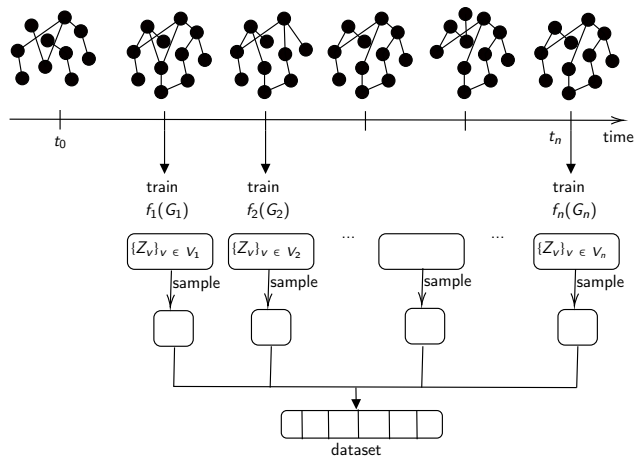 t₀
tₙ
time
train
train
train
f₁(G₁)
f₂(G₂)
fₙ(Gₙ)
{Zᵥ}ᵥ ∈ V₁
{Zᵥ}ᵥ ∈ V₂
...
...
{Zᵥ}ᵥ ∈ Vₙ
sample
sample
sample
sample
dataset